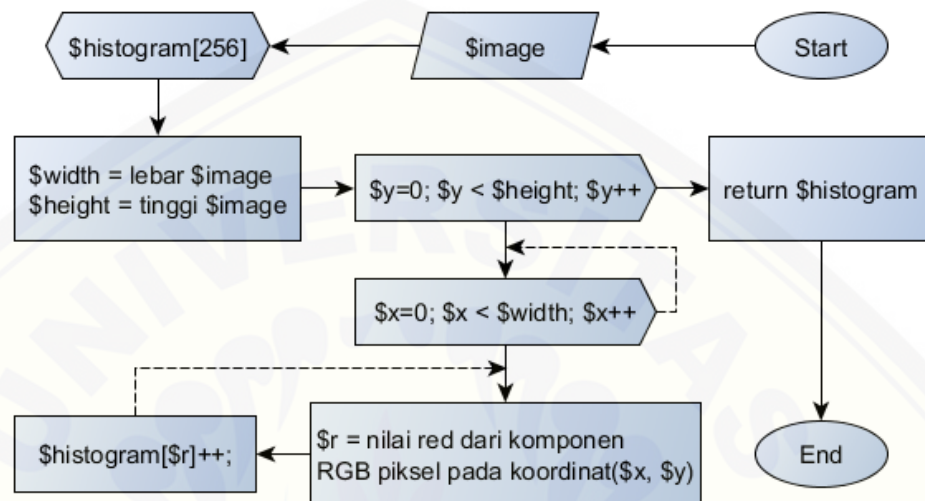 Start
$image
$histogram[256]
$width = lebar $image
$height = tinggi $image
$y=0; $y < $height; $y++
return $histogram
$x=0; $x < $width; $x++
$r = nilai red dari komponen
RGB piksel pada koordinat($x, $y)
$histogram[$r]++;
End
UNIVERSITAS